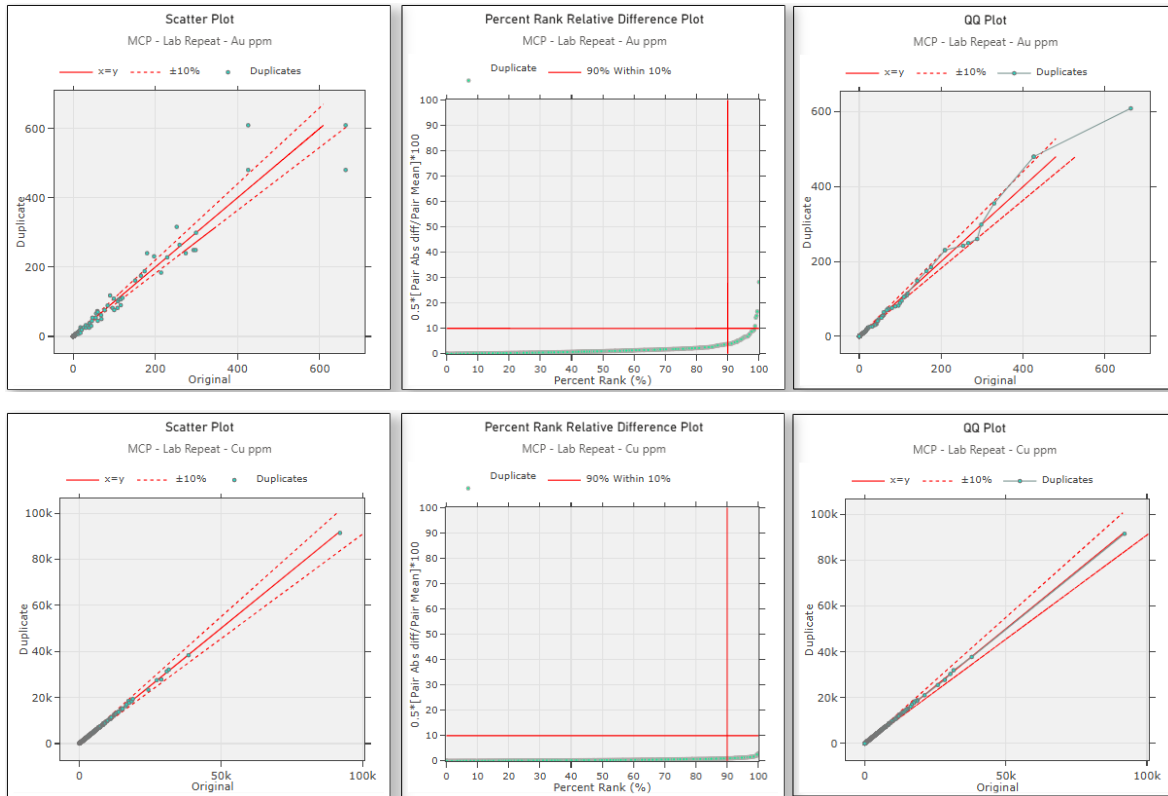 Scatter Plot
MCP - Lab Repeat - Au ppm
x=y ±10% Duplicates
600
400
200
0
Duplicate
0 200 400 600
Original
Percent Rank Relative Difference Plot
MCP - Lab Repeat - Au ppm
Duplicate 90% Within 10%
100
90
80
70
60
50
40
30
20
10
0
0.5*[Pair Abs diff/Pair Mean]*100
0 10 20 30 40 50 60 70 80 90 100
Percent Rank (%)
QQ Plot
MCP - Lab Repeat - Au ppm
x=y ±10% Duplicates
600
400
200
0
Duplicate
0 200 400 600
Original
Scatter Plot
MCP - Lab Repeat - Cu ppm
x=y ±10% Duplicates
100k
80k
60k
40k
20k
0
Duplicate
0 50k 100k
Original
Percent Rank Relative Difference Plot
MCP - Lab Repeat - Cu ppm
Duplicate 90% Within 10%
100
90
80
70
60
50
40
30
20
10
0
0.5*[Pair Abs diff/Pair Mean]*100
0 10 20 30 40 50 60 70 80 90 100
Percent Rank (%)
QQ Plot
MCP - Lab Repeat - Cu ppm
x=y ±10% Duplicates
100k
80k
60k
40k
20k
0
Duplicate
0 50k 100k
Original